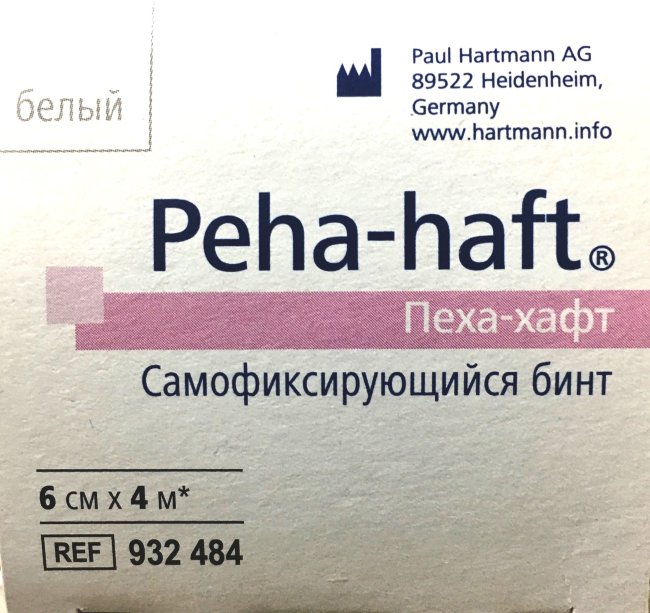 белый
Paul Hartmann AG
89522 Heidenheim,
Germany
www.hartmann.info
Peha-haft®
Пеха-хафт
Самофиксирующийся бинт
6 см x 4 м*
REF 932 484